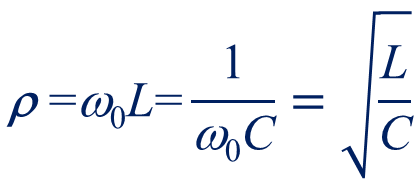 ρ = ω₀L = 1/(ω₀C) = √(L/C)